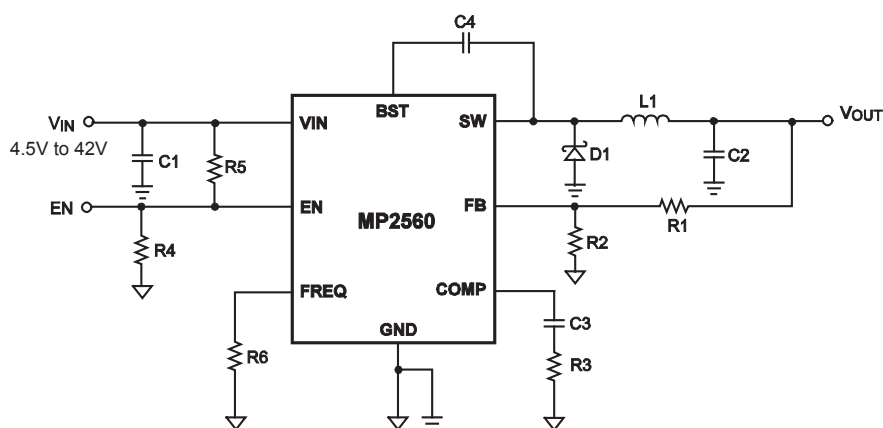 C4
BST
L1
VIN
VIN
SW
VOUT
4.5V to 42V
C1
R5
D1
C2
EN
EN
MP2560
FB
R1
R4
R2
FREQ
COMP
C3
GND
R6
R3